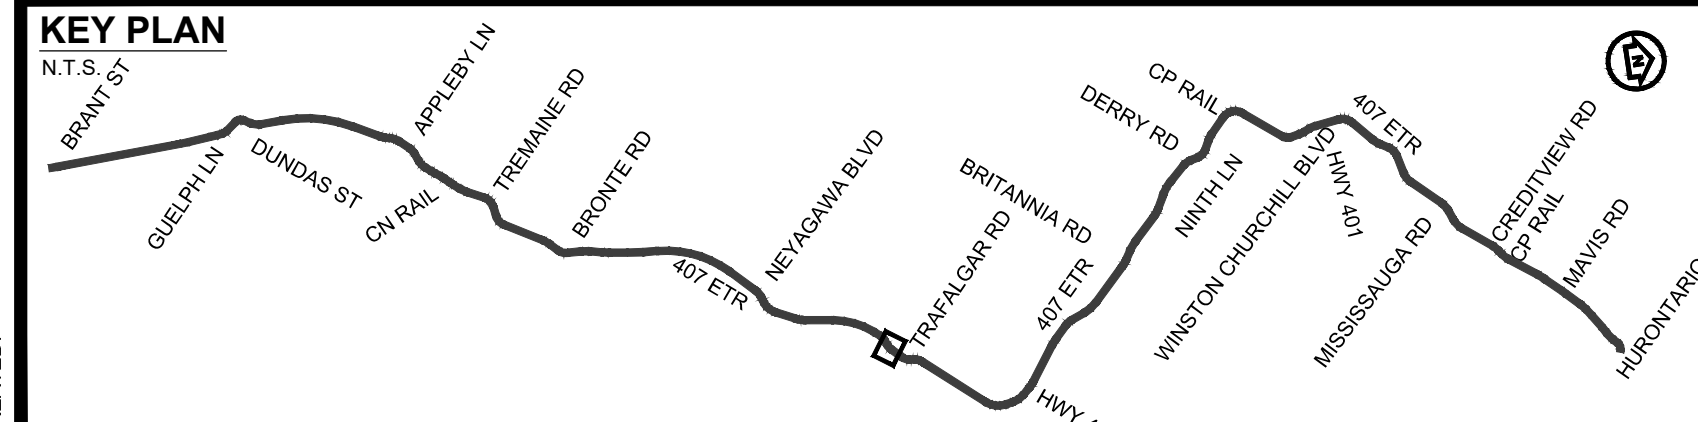 KEY PLAN
N.T.S.
BRANT ST
GUELPH LN
DUNDAS ST
APPLEBY LN
CN RAIL
TREMAINE RD
BRONTE RD
407 ETR
NEYAGAWA BLVD
TRAFALGAR RD
HWY
407 ETR
BRITANNIA RD
DERRY RD
CP RAIL
NINTH LN
WINSTON CHURCHILL BLVD
HWY 401
407 ETR
MISSISSAUGA RD
CREDITVIEW RD
CP RAIL
MAVIS RD
HURONTARIO
N